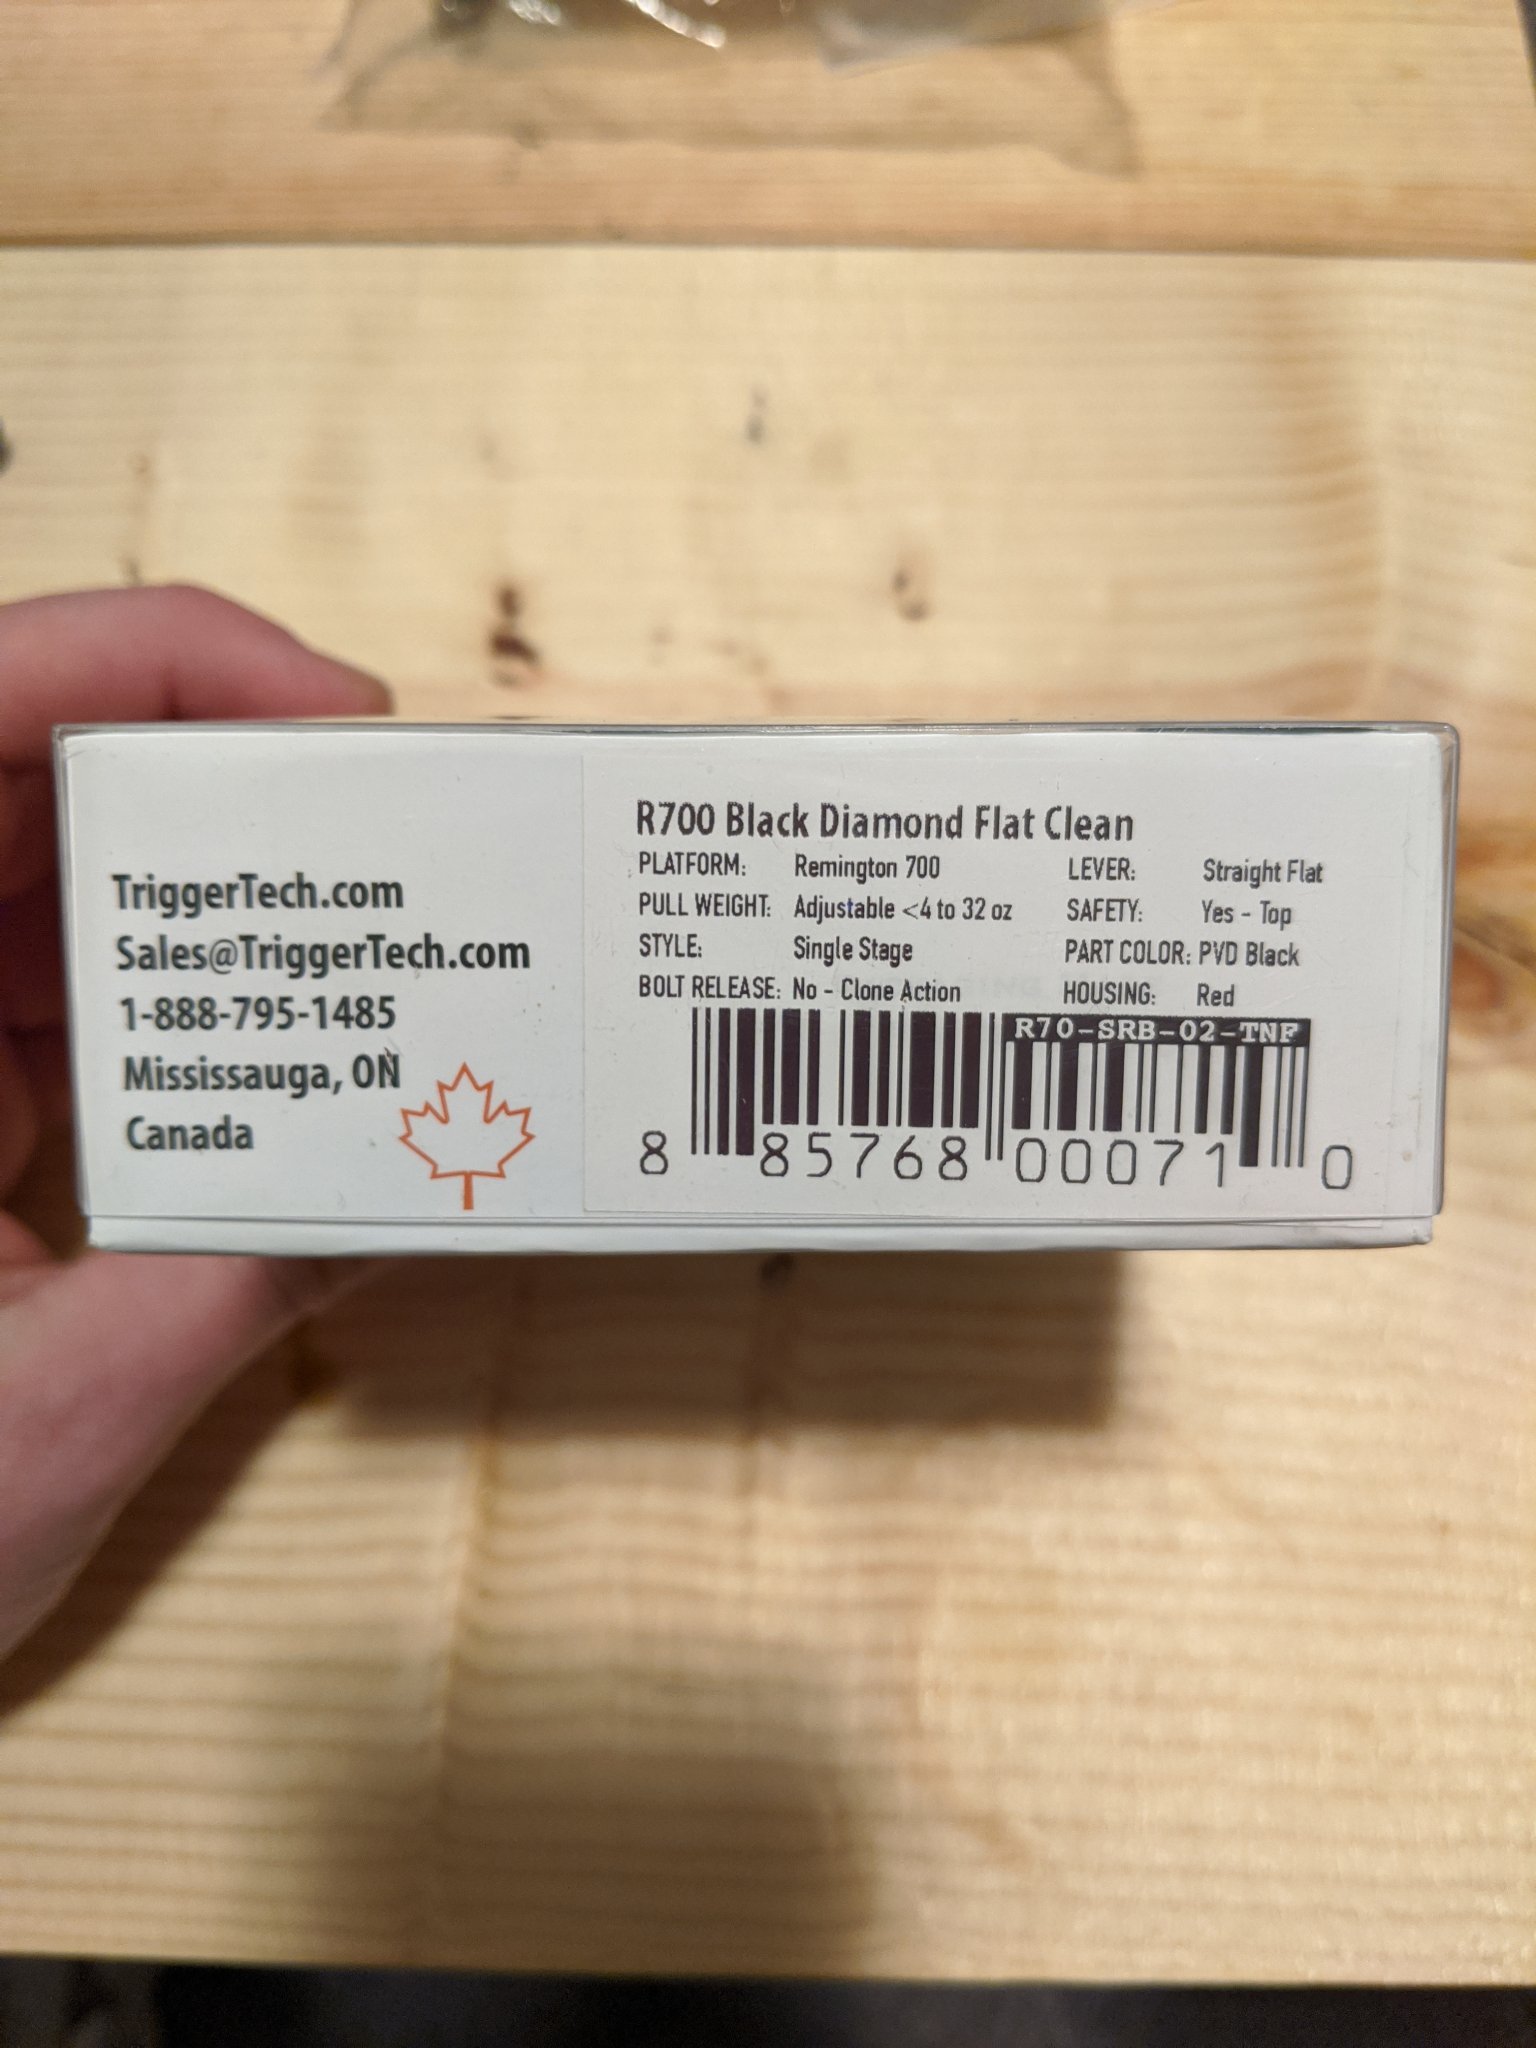 TriggerTech.com
Sales@TriggerTech.com
1-888-795-1485
Mississauga, ON
Canada
R700 Black Diamond Flat Clean
PLATFORM: Remington 700 LEVER: Straight Flat
PULL WEIGHT: Adjustable <4 to 32 oz SAFETY: Yes - Top
STYLE: Single Stage PART COLOR: PVD Black
BOLT RELEASE: No - Clone Action HOUSING: Red
R70-SRB-02-TNF
8 85768 00071 0